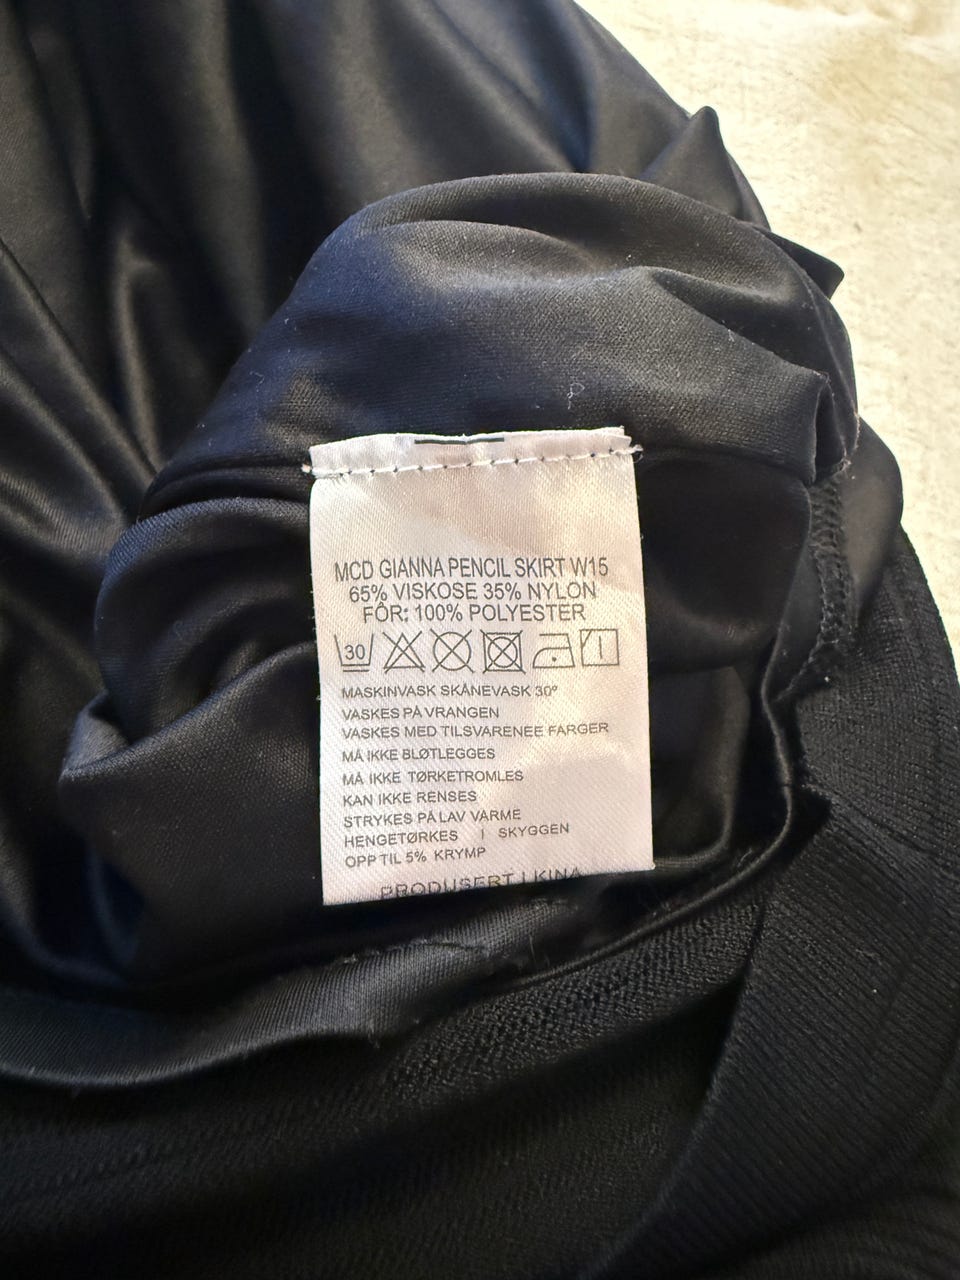 MCD GIANNA PENCIL SKIRT W15
65% VISKOSE 35% NYLON
FÔR: 100% POLYESTER
30
MASKINVASK SKÅNEVASK 30°
VASKES PÅ VRANGEN
VASKES MED TILSVARENEE FARGER
MÅ IKKE BLØTLEGGES
MÅ IKKE TØRKETROMLES
KAN IKKE RENSES
STRYKES PÅ LAV VARME
HENGETØRKES I SKYGGEN
OPP TIL 5% KRYMP
PRODUSERT I KINA